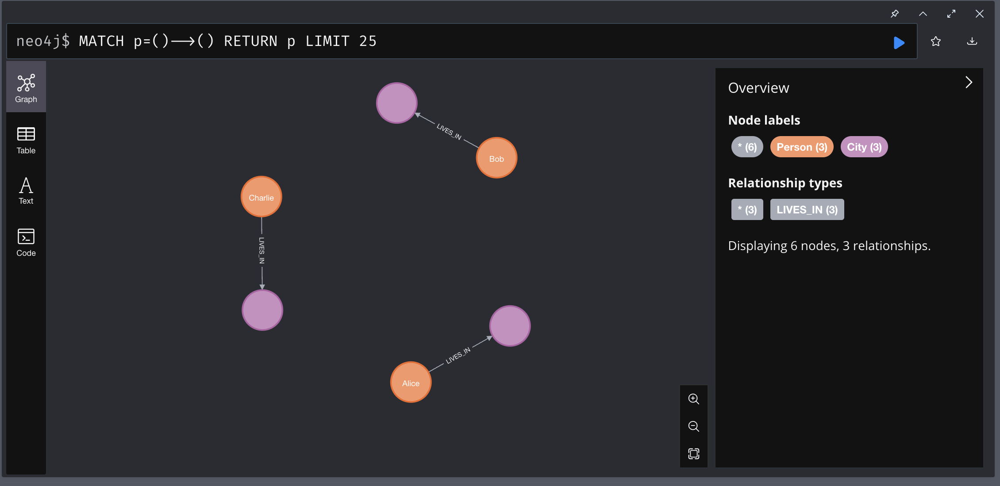 neo4j$ MATCH p=()-->() RETURN p LIMIT 25
Graph
Table
Text
Code
LIVES_IN
Bob
Charlie
LIVES_IN
LIVES_IN
Alice
Overview
Node labels
* (6) Person (3) City (3)
Relationship types
* (3) LIVES_IN (3)
Displaying 6 nodes, 3 relationships.